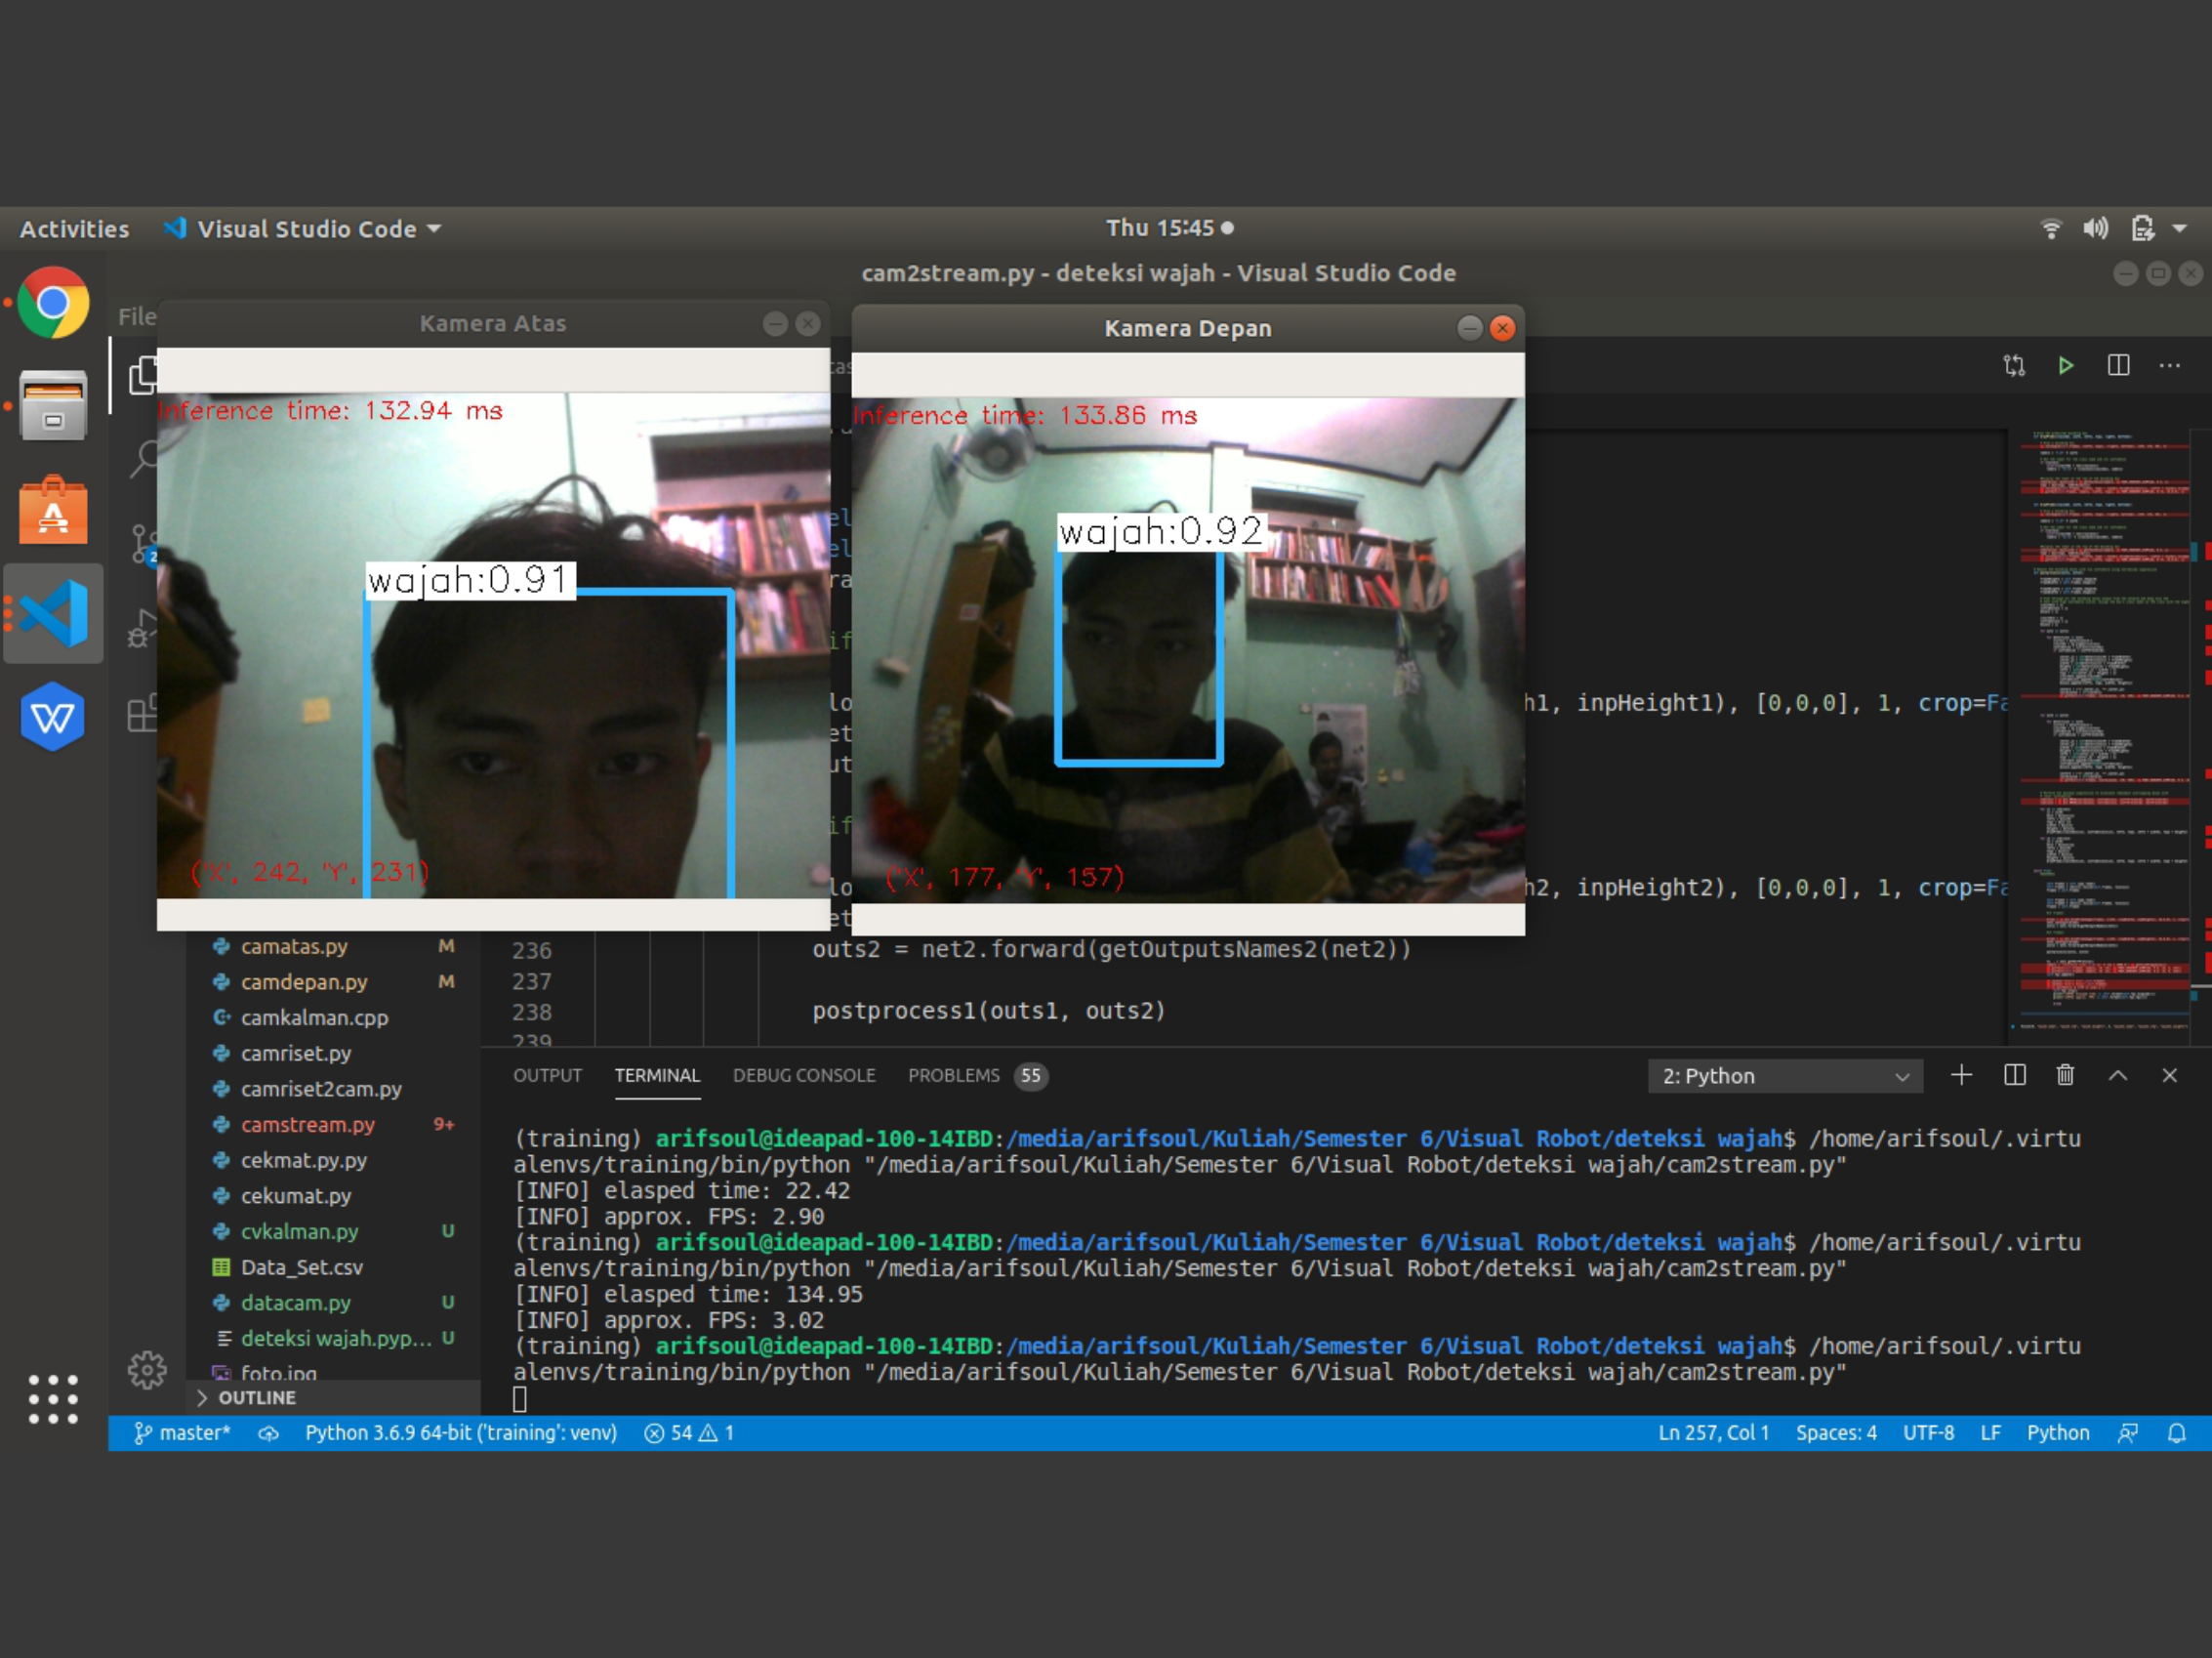 Activities
Visual Studio Code
Thu 15:45
cam2stream.py - deteksi wajah - Visual Studio Code
File
Kamera Atas
Inference time: 132.94 ms
wajah:0.91
('X', 242, 'Y', 231)
Kamera Depan
Inference time: 133.86 ms
wajah:0.92
('X', 177, 'Y', 157)
h1, inpHeight1), [0,0,0], 1, crop=Fa
h2, inpHeight2), [0,0,0], 1, crop=Fa
camatas.py M
camdepan.py M
camkalman.cpp
camriset.py
camriset2cam.py
camstream.py 9+
cekmat.py.py
cekumat.py
cvkalman.py U
Data_Set.csv
datacam.py U
deteksi wajah.pyp... U
foto.jpg
OUTLINE
236 outs2 = net2.forward(getOutputsNames2(net2))
237
238 postprocess1(outs1, outs2)
239
OUTPUT TERMINAL DEBUG CONSOLE PROBLEMS 55
2: Python
(training) arifsoul@ideapad-100-14IBD:/media/arifsoul/Kuliah/Semester 6/Visual Robot/deteksi wajah$ /home/arifsoul/.virtu
alenvs/training/bin/python "/media/arifsoul/Kuliah/Semester 6/Visual Robot/deteksi wajah/cam2stream.py"
[INFO] elasped time: 22.42
[INFO] approx. FPS: 2.90
(training) arifsoul@ideapad-100-14IBD:/media/arifsoul/Kuliah/Semester 6/Visual Robot/deteksi wajah$ /home/arifsoul/.virtu
alenvs/training/bin/python "/media/arifsoul/Kuliah/Semester 6/Visual Robot/deteksi wajah/cam2stream.py"
[INFO] elasped time: 134.95
[INFO] approx. FPS: 3.02
(training) arifsoul@ideapad-100-14IBD:/media/arifsoul/Kuliah/Semester 6/Visual Robot/deteksi wajah$ /home/arifsoul/.virtu
alenvs/training/bin/python "/media/arifsoul/Kuliah/Semester 6/Visual Robot/deteksi wajah/cam2stream.py"
master* Python 3.6.9 64-bit ('training': venv) 54 1
Ln 257, Col 1 Spaces: 4 UTF-8 LF Python